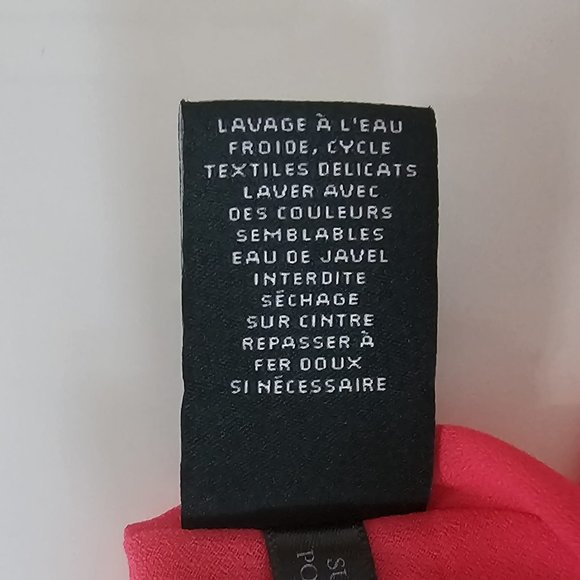 LAVAGE À L'EAU
FROIDE, CYCLE
TEXTILES DELICATS
LAVER AVEC
DES COULEURS
SEMBLABLES
EAU DE JAVEL
INTERDITE
SÉCHAGE
SUR CINTRE
REPASSER À
FER DOUX
SI NÉCESSAIRE